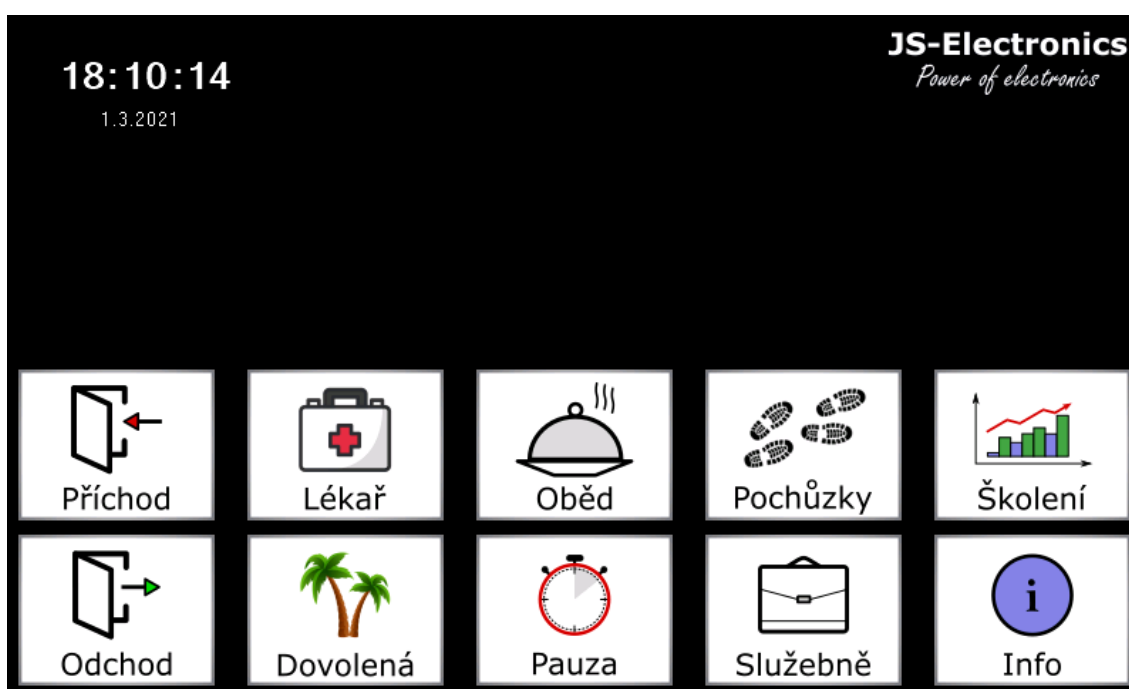 18:10:14
1.3.2021
JS-Electronics
Power of electronics
Příchod
Lékař
Oběd
Pochůzky
Školení
Odchod
Dovolená
Pauza
Služebně
i
Info